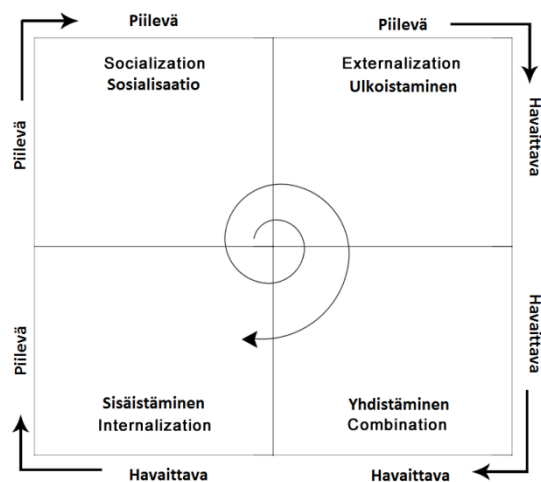 Piilevä
Piilevä
Socialization
Sosialisaatio
Externalization
Ulkoistaminen
Piilevä
Havaittava
Piilevä
Havaittava
Sisäistäminen
Internalization
Yhdistäminen
Combination
Havaittava
Havaittava